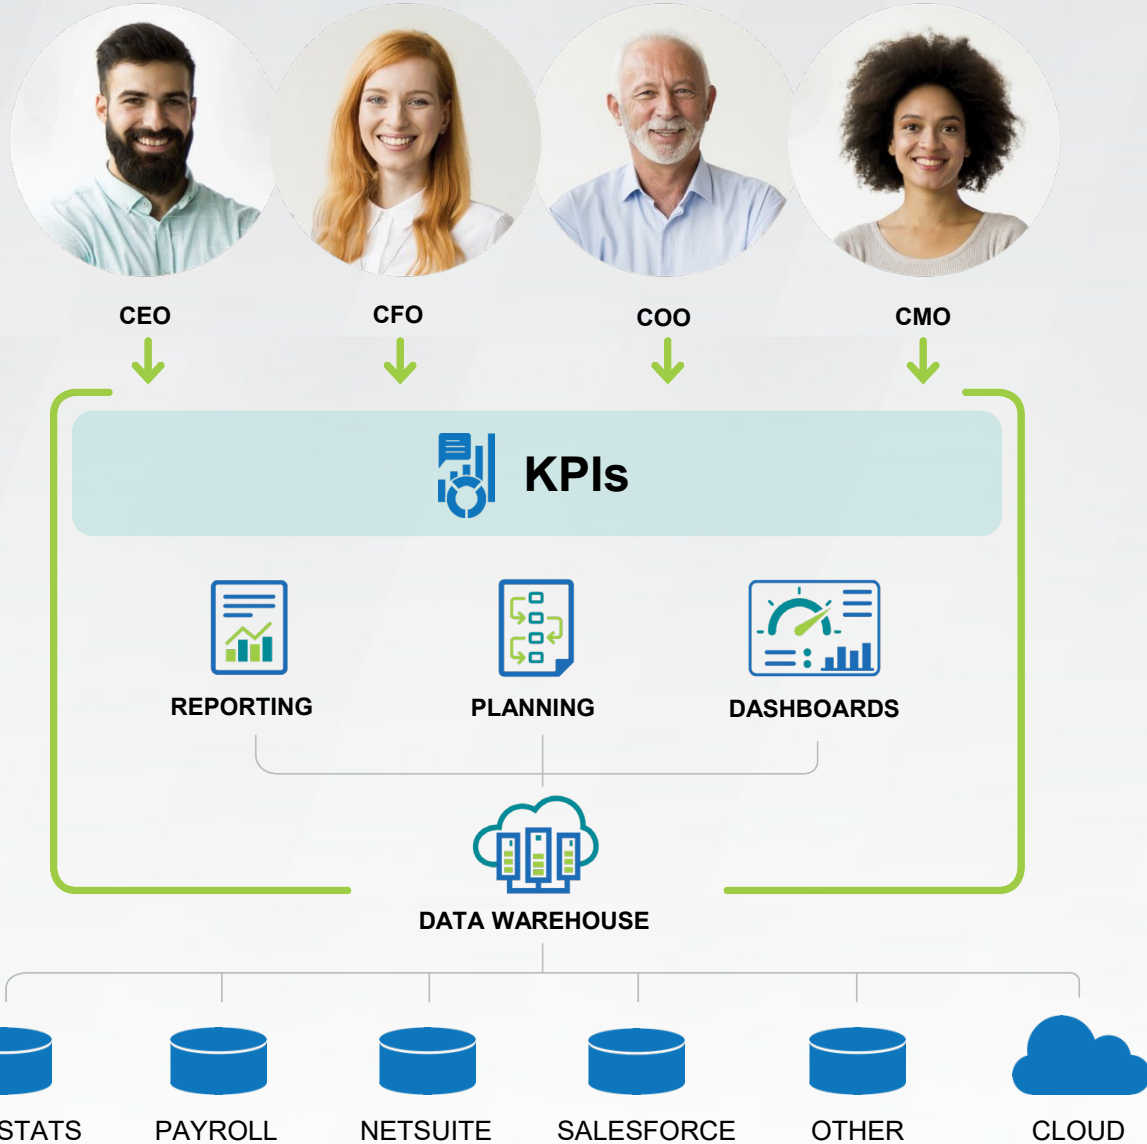 CEO
CFO
COO
CMO
KPIs
REPORTING
PLANNING
DASHBOARDS
DATA WAREHOUSE
STATS
PAYROLL
NETSUITE
SALESFORCE
OTHER
CLOUD